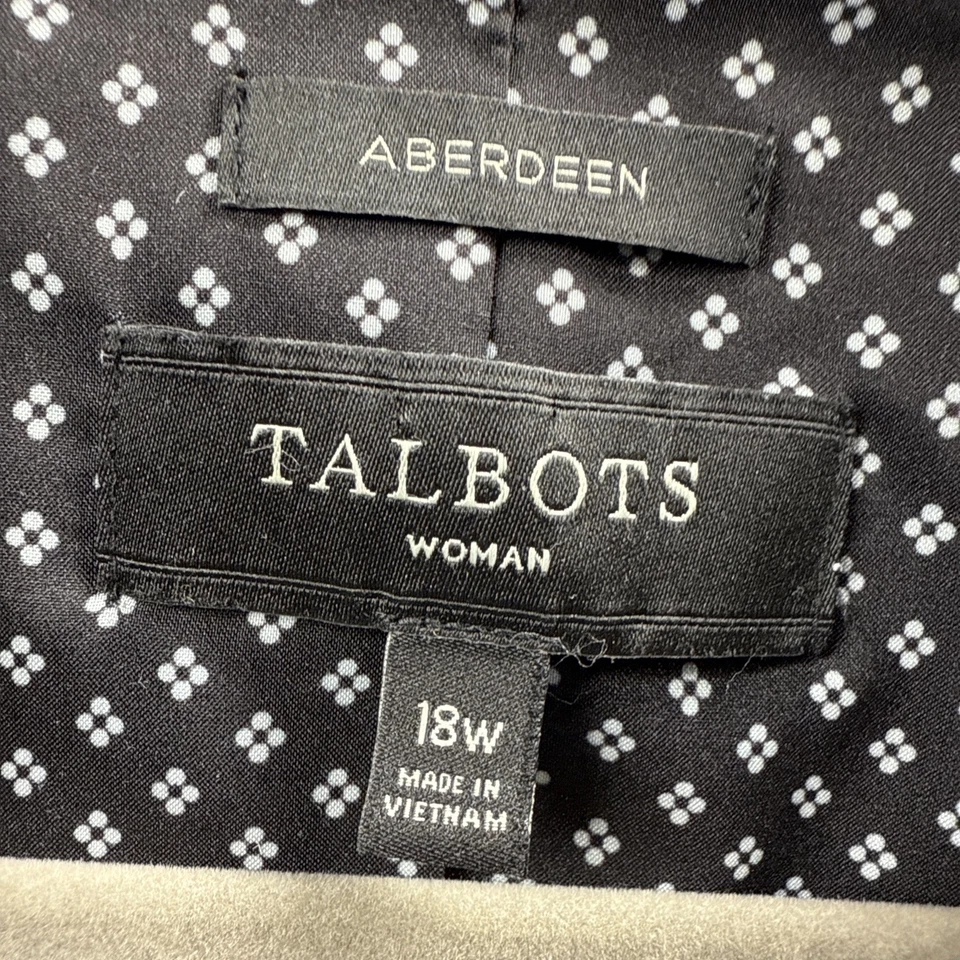 ABERDEEN
TALBOTS
WOMAN
18W
MADE IN
VIETNAM